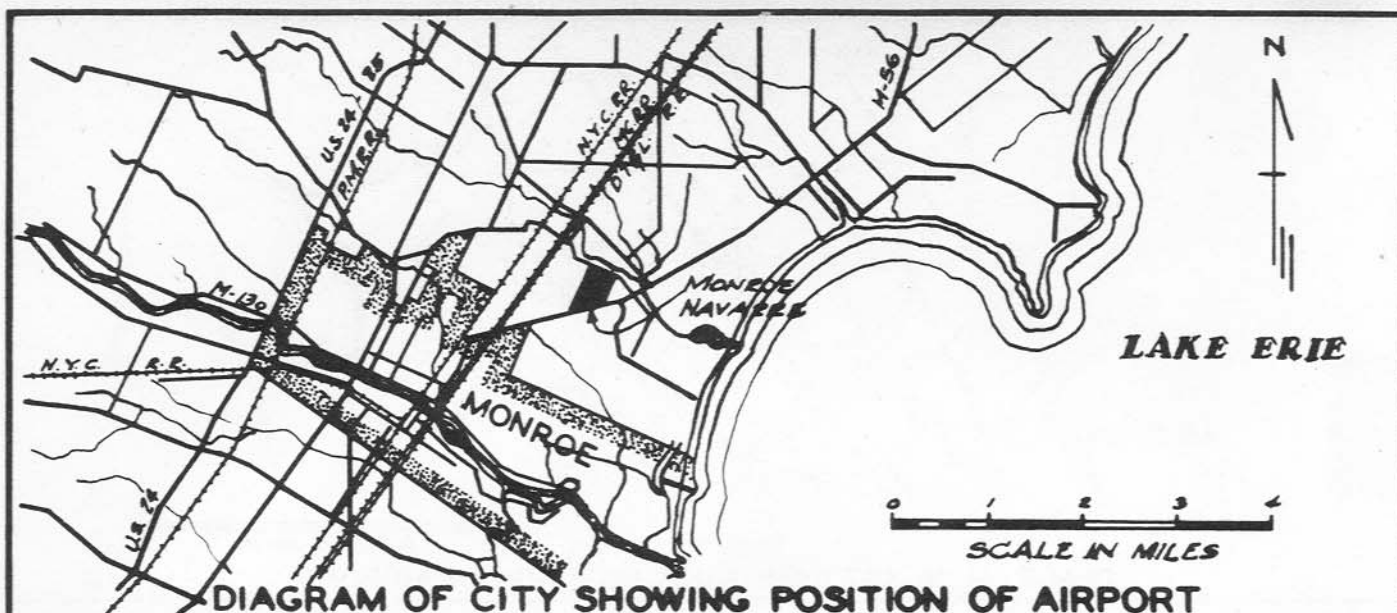 N
U.S. 24
25
P.M.R.R.
N.Y.C. R.R.
M.C. R.R.
R.R.
M-56
M-130
MONROE
NAVARRE
LAKE ERIE
N.Y.C. R.R.
MONROE
U.S. 24
0 1 2 3 4
SCALE IN MILES
DIAGRAM OF CITY SHOWING POSITION OF AIRPORT